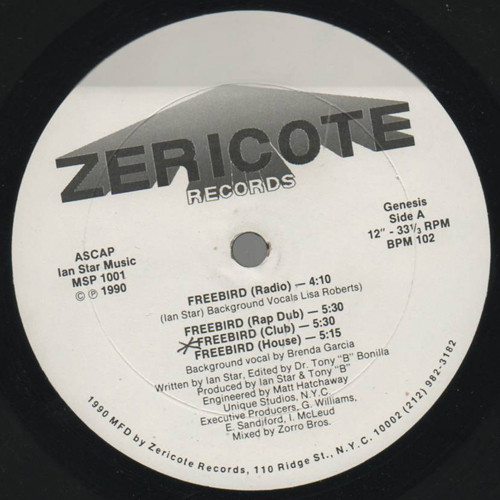 ZERICOTE
RECORDS
ASCAP
Ian Star Music
MSP 1001
© ℗ 1990
Genesis
Side A
12" - 33 1/3 RPM
BPM 102
FREEBIRD (Radio) — 4:10
(Ian Star) Background Vocals Lisa Roberts)
FREEBIRD (Rap Dub) — 5:30
FREEBIRD (Club) — 5:30
FREEBIRD (House) — 5:15
Background vocal by Brenda Garcia
Written by Ian Star, Edited by Dr. Tony "B" Bonilla
Produced by Ian Star & Tony "B"
Engineered by Matt Hatchaway
Unique Studios, N.Y.C.
Executive Producers, G. Williams,
E. Sandiford, I. McLeud
Mixed by Zorro Bros.
1990 MFD by Zericote Records, 110 Ridge St., N.Y.C. 10002 (212) 982-3182